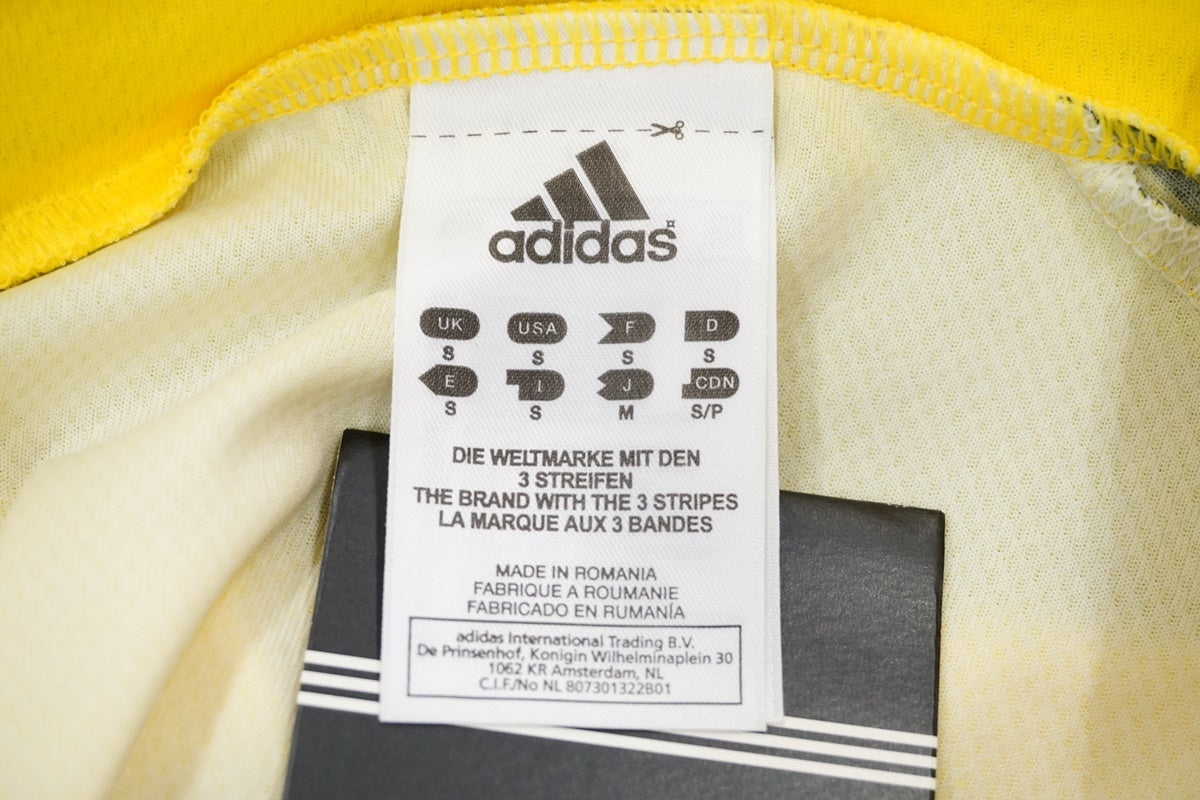 adidas
UK USA F D
S S S S
E I J CDN
S S M S/P
DIE WELTMARKE MIT DEN
3 STREIFEN
THE BRAND WITH THE 3 STRIPES
LA MARQUE AUX 3 BANDES
MADE IN ROMANIA
FABRIQUE A ROUMANIE
FABRICADO EN RUMANÍA
adidas International Trading B.V.
De Prinsenhof, Konigin Wilhelminaplein 30
1062 KR Amsterdam, NL
C.I.F./No NL 807301322B01